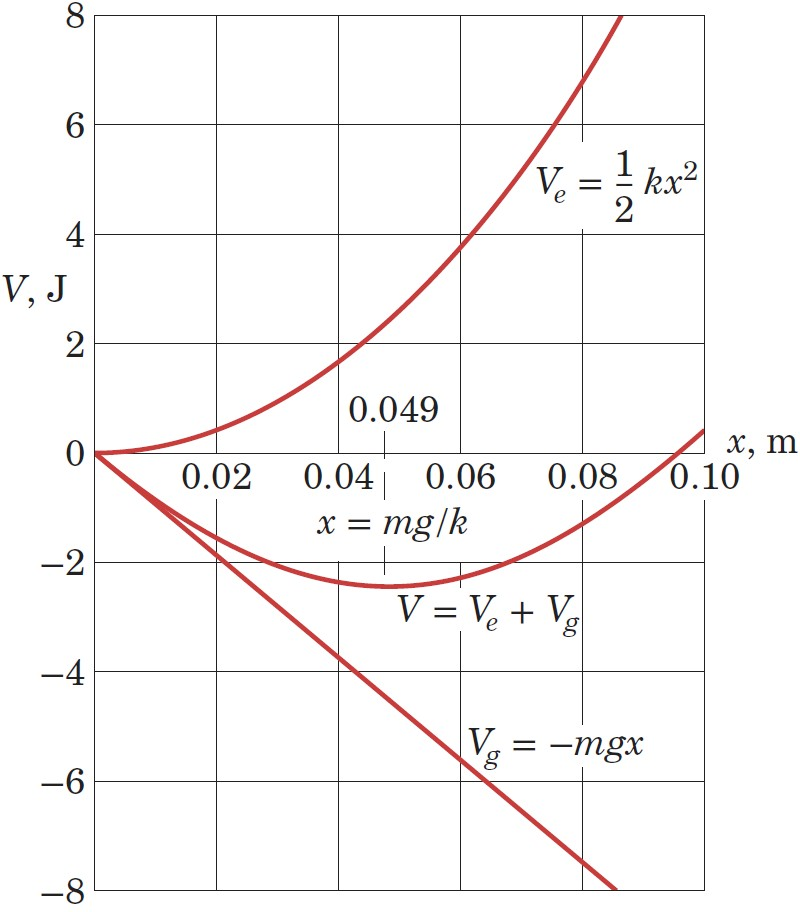 8
6
V_e = \frac{1}{2} kx^2
4
V, J
2
0.049
0
x, m
0.02 0.04 0.06 0.08 0.10
x = mg/k
−2
V = V_e + V_g
−4
V_g = −mgx
−6
−8